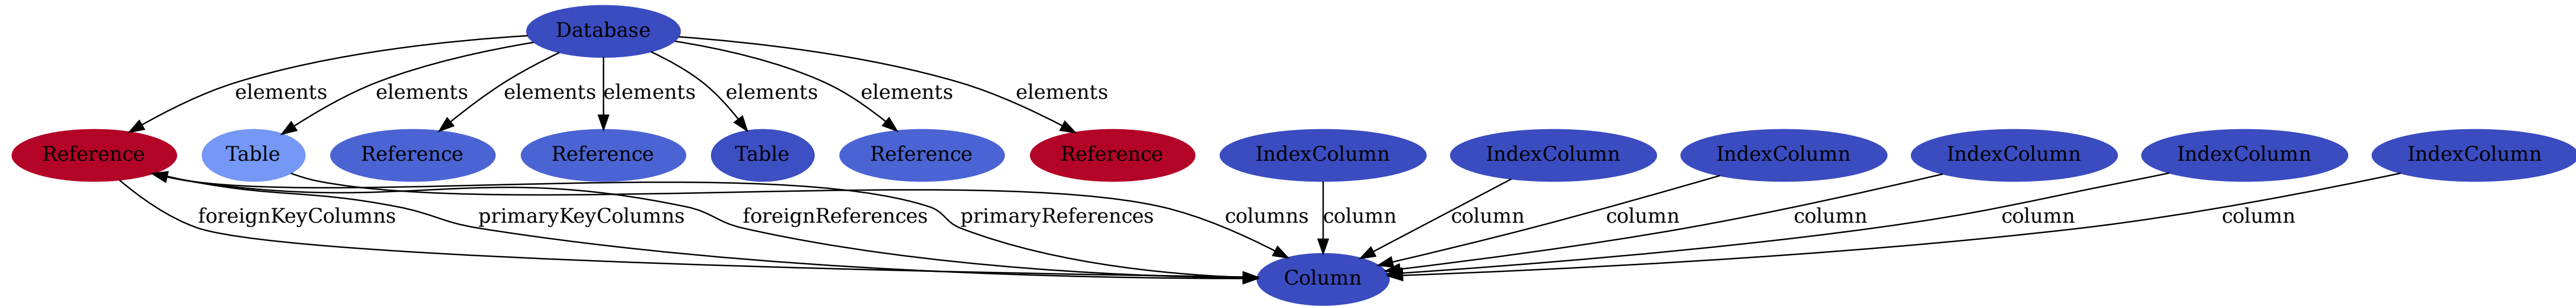 Database
elements elements elements elements elements elements elements
Reference Table Reference Reference Table Reference Reference IndexColumn IndexColumn IndexColumn IndexColumn IndexColumn IndexColumn
foreignKeyColumns primaryKeyColumns foreignReferences primaryReferences columns column column column column column column
Column